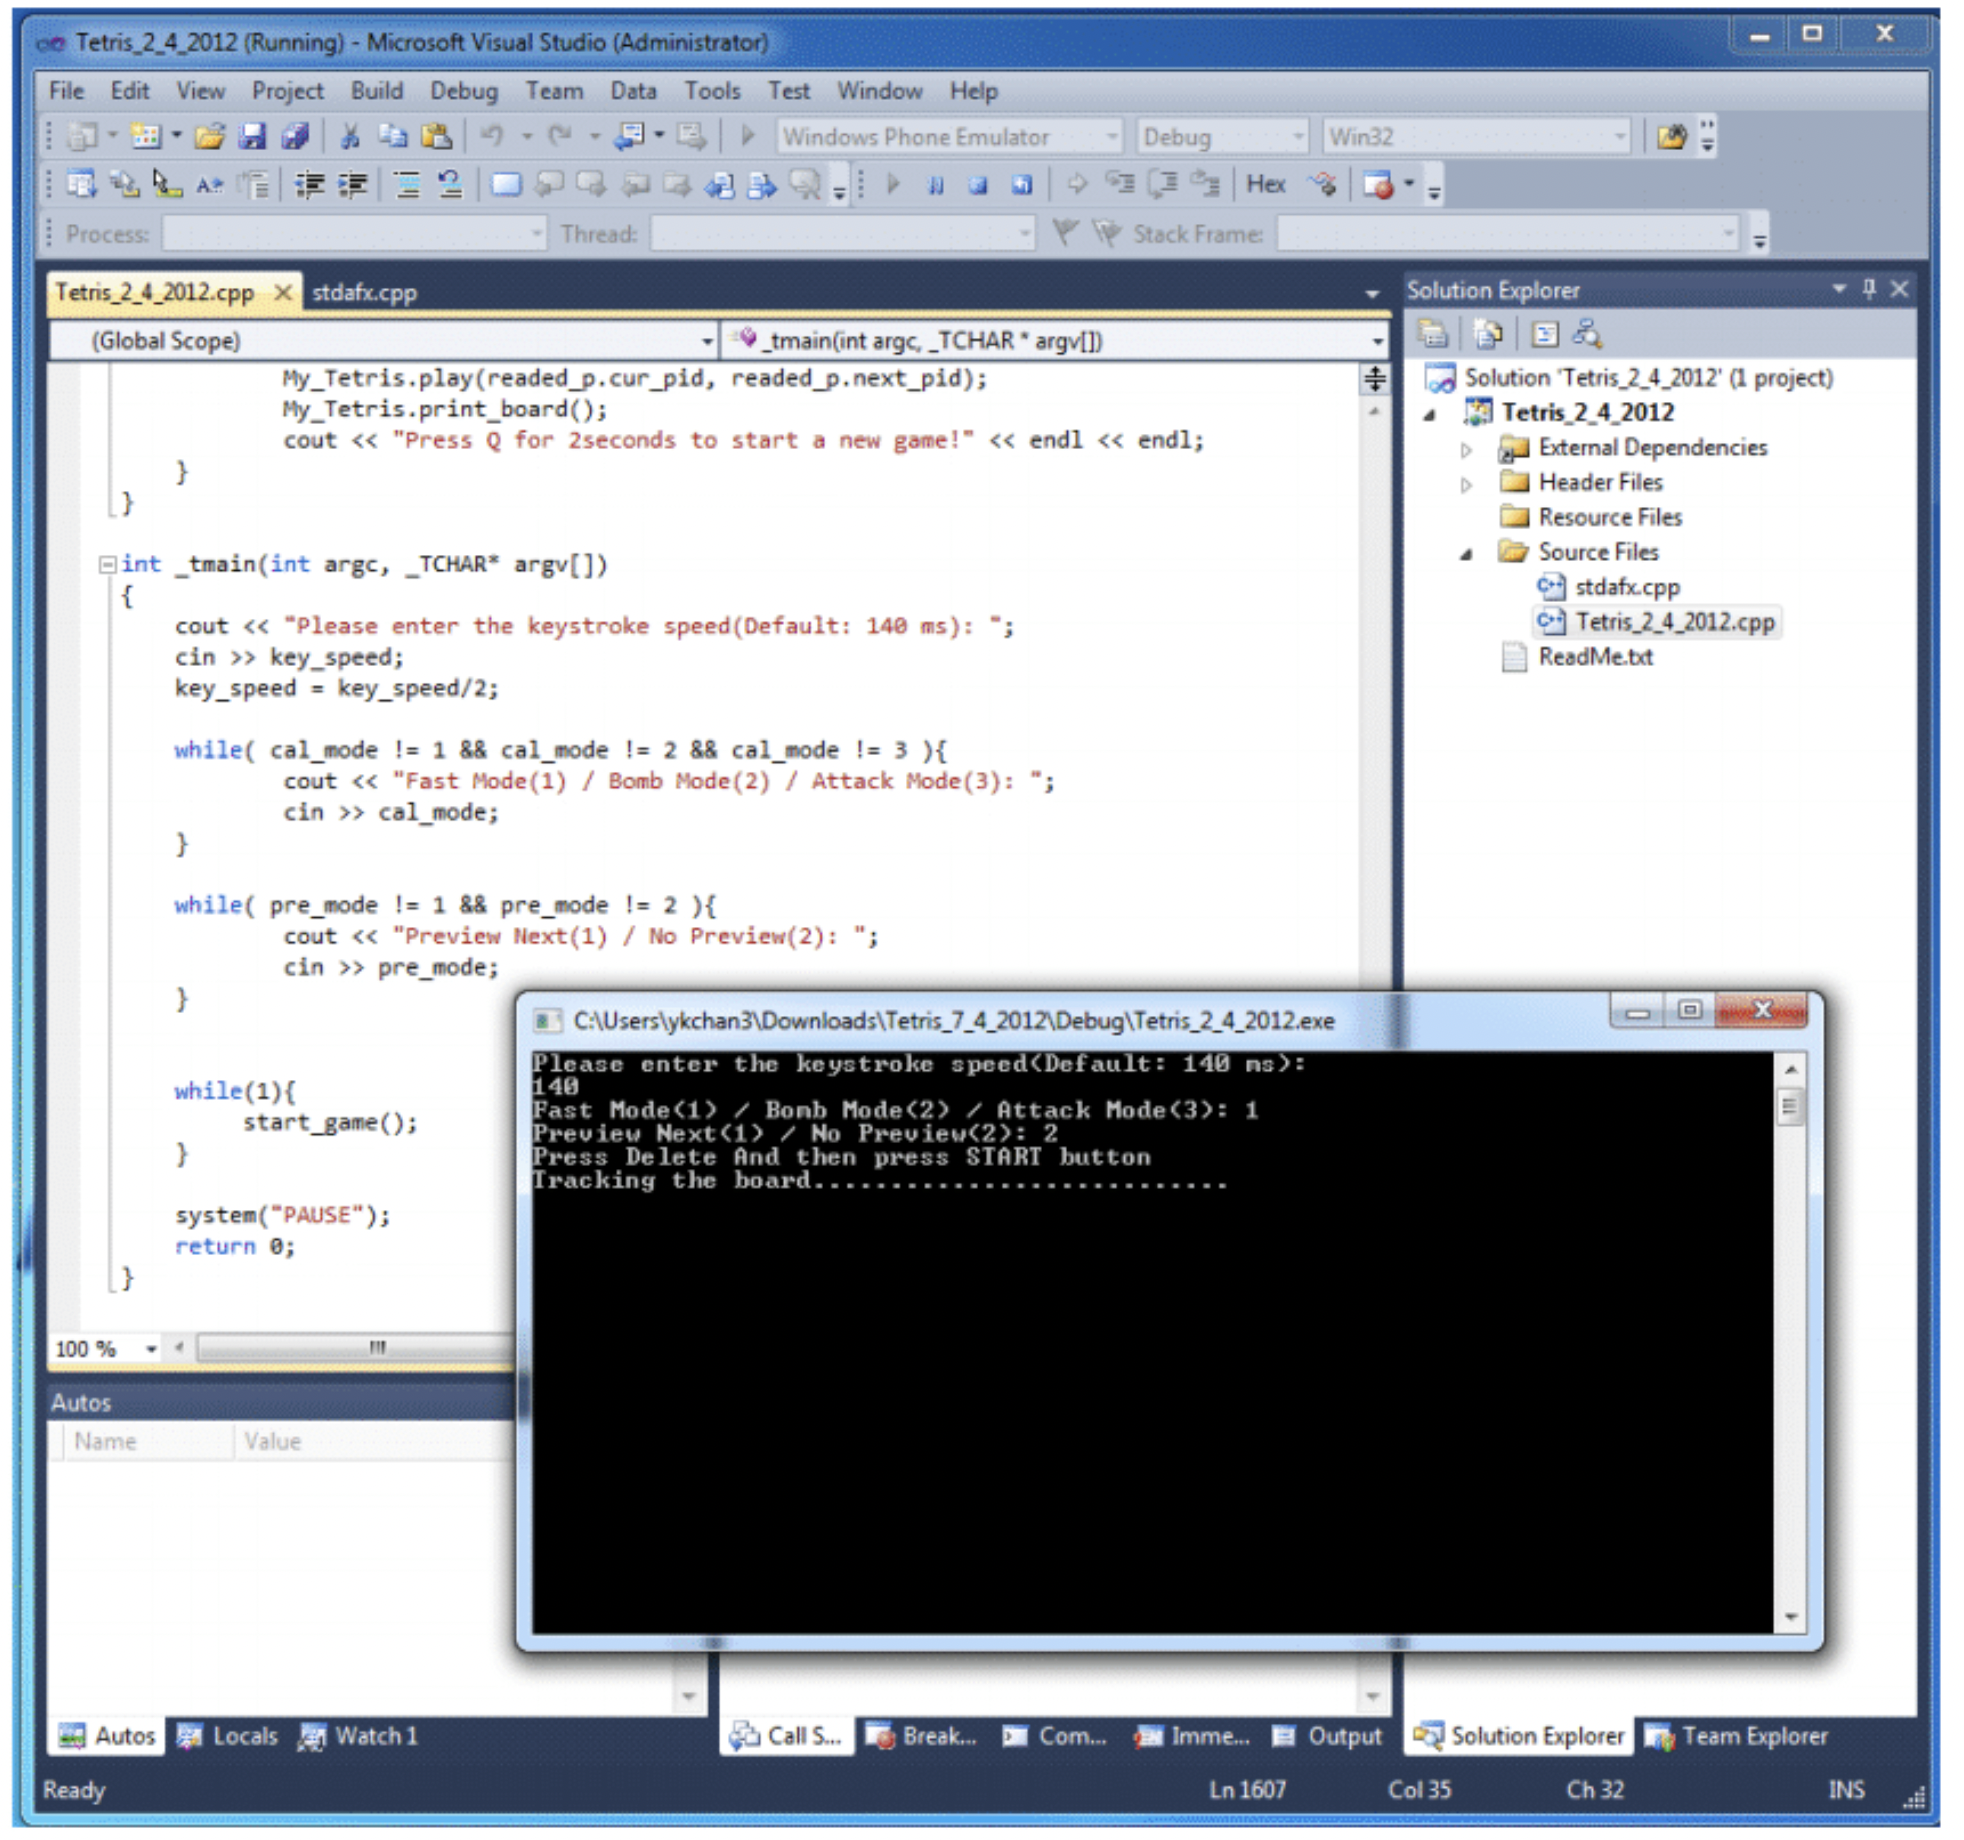 Tetris_2_4_2012 (Running) - Microsoft Visual Studio (Administrator)
File Edit View Project Build Debug Team Data Tools Test Window Help
Windows Phone Emulator Debug Win32
Hex
Process: Thread: Stack Frame:
Tetris_2_4_2012.cpp stdafx.cpp
(Global Scope) _tmain(int argc, _TCHAR * argv[])
My_Tetris.play(readed_p.cur_pid, readed_p.next_pid);
My_Tetris.print_board();
cout << "Press Q for 2seconds to start a new game!" << endl << endl;
}
}
int _tmain(int argc, _TCHAR* argv[])
{
cout << "Please enter the keystroke speed(Default: 140 ms): ";
cin >> key_speed;
key_speed = key_speed/2;
while( cal_mode != 1 && cal_mode != 2 && cal_mode != 3 ){
cout << "Fast Mode(1) / Bomb Mode(2) / Attack Mode(3): ";
cin >> cal_mode;
}
while( pre_mode != 1 && pre_mode != 2 ){
cout << "Preview Next(1) / No Preview(2): ";
cin >> pre_mode;
}
while(1){
start_game();
}
system("PAUSE");
return 0;
}
100 %
Solution Explorer
Solution 'Tetris_2_4_2012' (1 project)
Tetris_2_4_2012
External Dependencies
Header Files
Resource Files
Source Files
stdafx.cpp
Tetris_2_4_2012.cpp
ReadMe.txt
C:\Users\ykchan3\Downloads\Tetris_7_4_2012\Debug\Tetris_2_4_2012.exe
Please enter the keystroke speed(Default: 140 ms):
140
Fast Mode(1) / Bomb Mode(2) / Attack Mode(3): 1
Preview Next(1) / No Preview(2): 2
Press Delete And then press START button
Tracking the board...........................
Autos
Name Value
Autos Locals Watch 1
Call S... Break... Com... Imme... Output
Solution Explorer Team Explorer
Ready Ln 1607 Col 35 Ch 32 INS